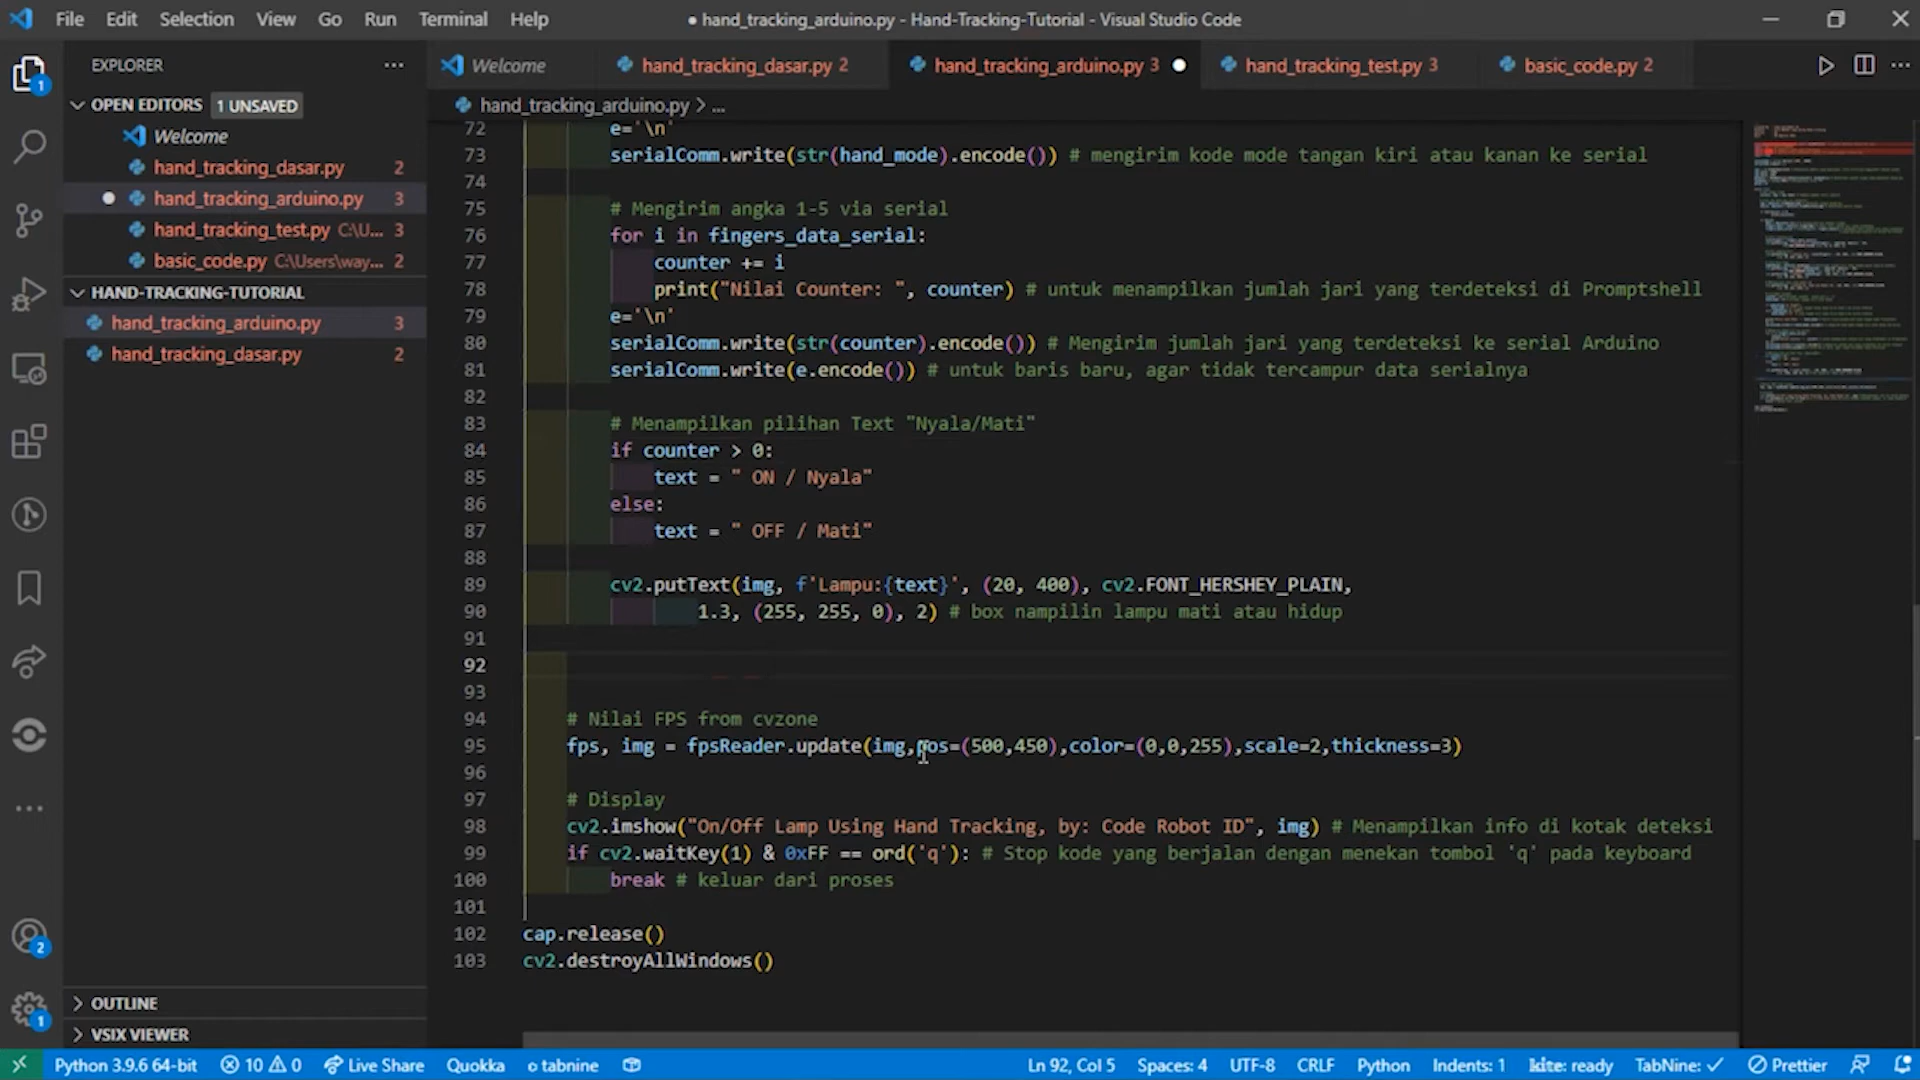 File Edit Selection View Go Run Terminal Help
● hand_tracking_arduino.py - Hand-Tracking-Tutorial - Visual Studio Code
EXPLORER
Welcome
hand_tracking_dasar.py 2
hand_tracking_arduino.py 3
hand_tracking_test.py 3
basic_code.py 2
OPEN EDITORS 1 UNSAVED
Welcome
hand_tracking_dasar.py 2
hand_tracking_arduino.py 3
hand_tracking_test.py C:\U... 3
basic_code.py C:\Users\way... 2
HAND-TRACKING-TUTORIAL
hand_tracking_arduino.py 3
hand_tracking_dasar.py 2
OUTLINE
VSIX VIEWER
1
2
1
hand_tracking_arduino.py > ...
72 e='\n'
73 serialComm.write(str(hand_mode).encode()) # mengirim kode mode tangan kiri atau kanan ke serial
74
75 # Mengirim angka 1-5 via serial
76 for i in fingers_data_serial:
77 counter += i
78 print("Nilai Counter: ", counter) # untuk menampilkan jumlah jari yang terdeteksi di Promptshell
79 e='\n'
80 serialComm.write(str(counter).encode()) # Mengirim jumlah jari yang terdeteksi ke serial Arduino
81 serialComm.write(e.encode()) # untuk baris baru, agar tidak tercampur data serialnya
82
83 # Menampilkan pilihan Text "Nyala/Mati"
84 if counter > 0:
85 text = " ON / Nyala"
86 else:
87 text = " OFF / Mati"
88
89 cv2.putText(img, f'Lampu:{text}', (20, 400), cv2.FONT_HERSHEY_PLAIN,
90 1.3, (255, 255, 0), 2) # box nampilin lampu mati atau hidup
91
92
93
94 # Nilai FPS from cvzone
95 fps, img = fpsReader.update(img,pos=(500,450),color=(0,0,255),scale=2,thickness=3)
96
97 # Display
98 cv2.imshow("On/Off Lamp Using Hand Tracking, by: Code Robot ID", img) # Menampilkan info di kotak deteksi
99 if cv2.waitKey(1) & 0xFF == ord('q'): # Stop kode yang berjalan dengan menekan tombol 'q' pada keyboard
100 break # keluar dari proses
101
102 cap.release()
103 cv2.destroyAllWindows()
Python 3.9.6 64-bit 10 0 Live Share Quokka tabnine Ln 92, Col 5 Spaces: 4 UTF-8 CRLF Python Indents: 1 kite: ready TabNine: ✓ Prettier